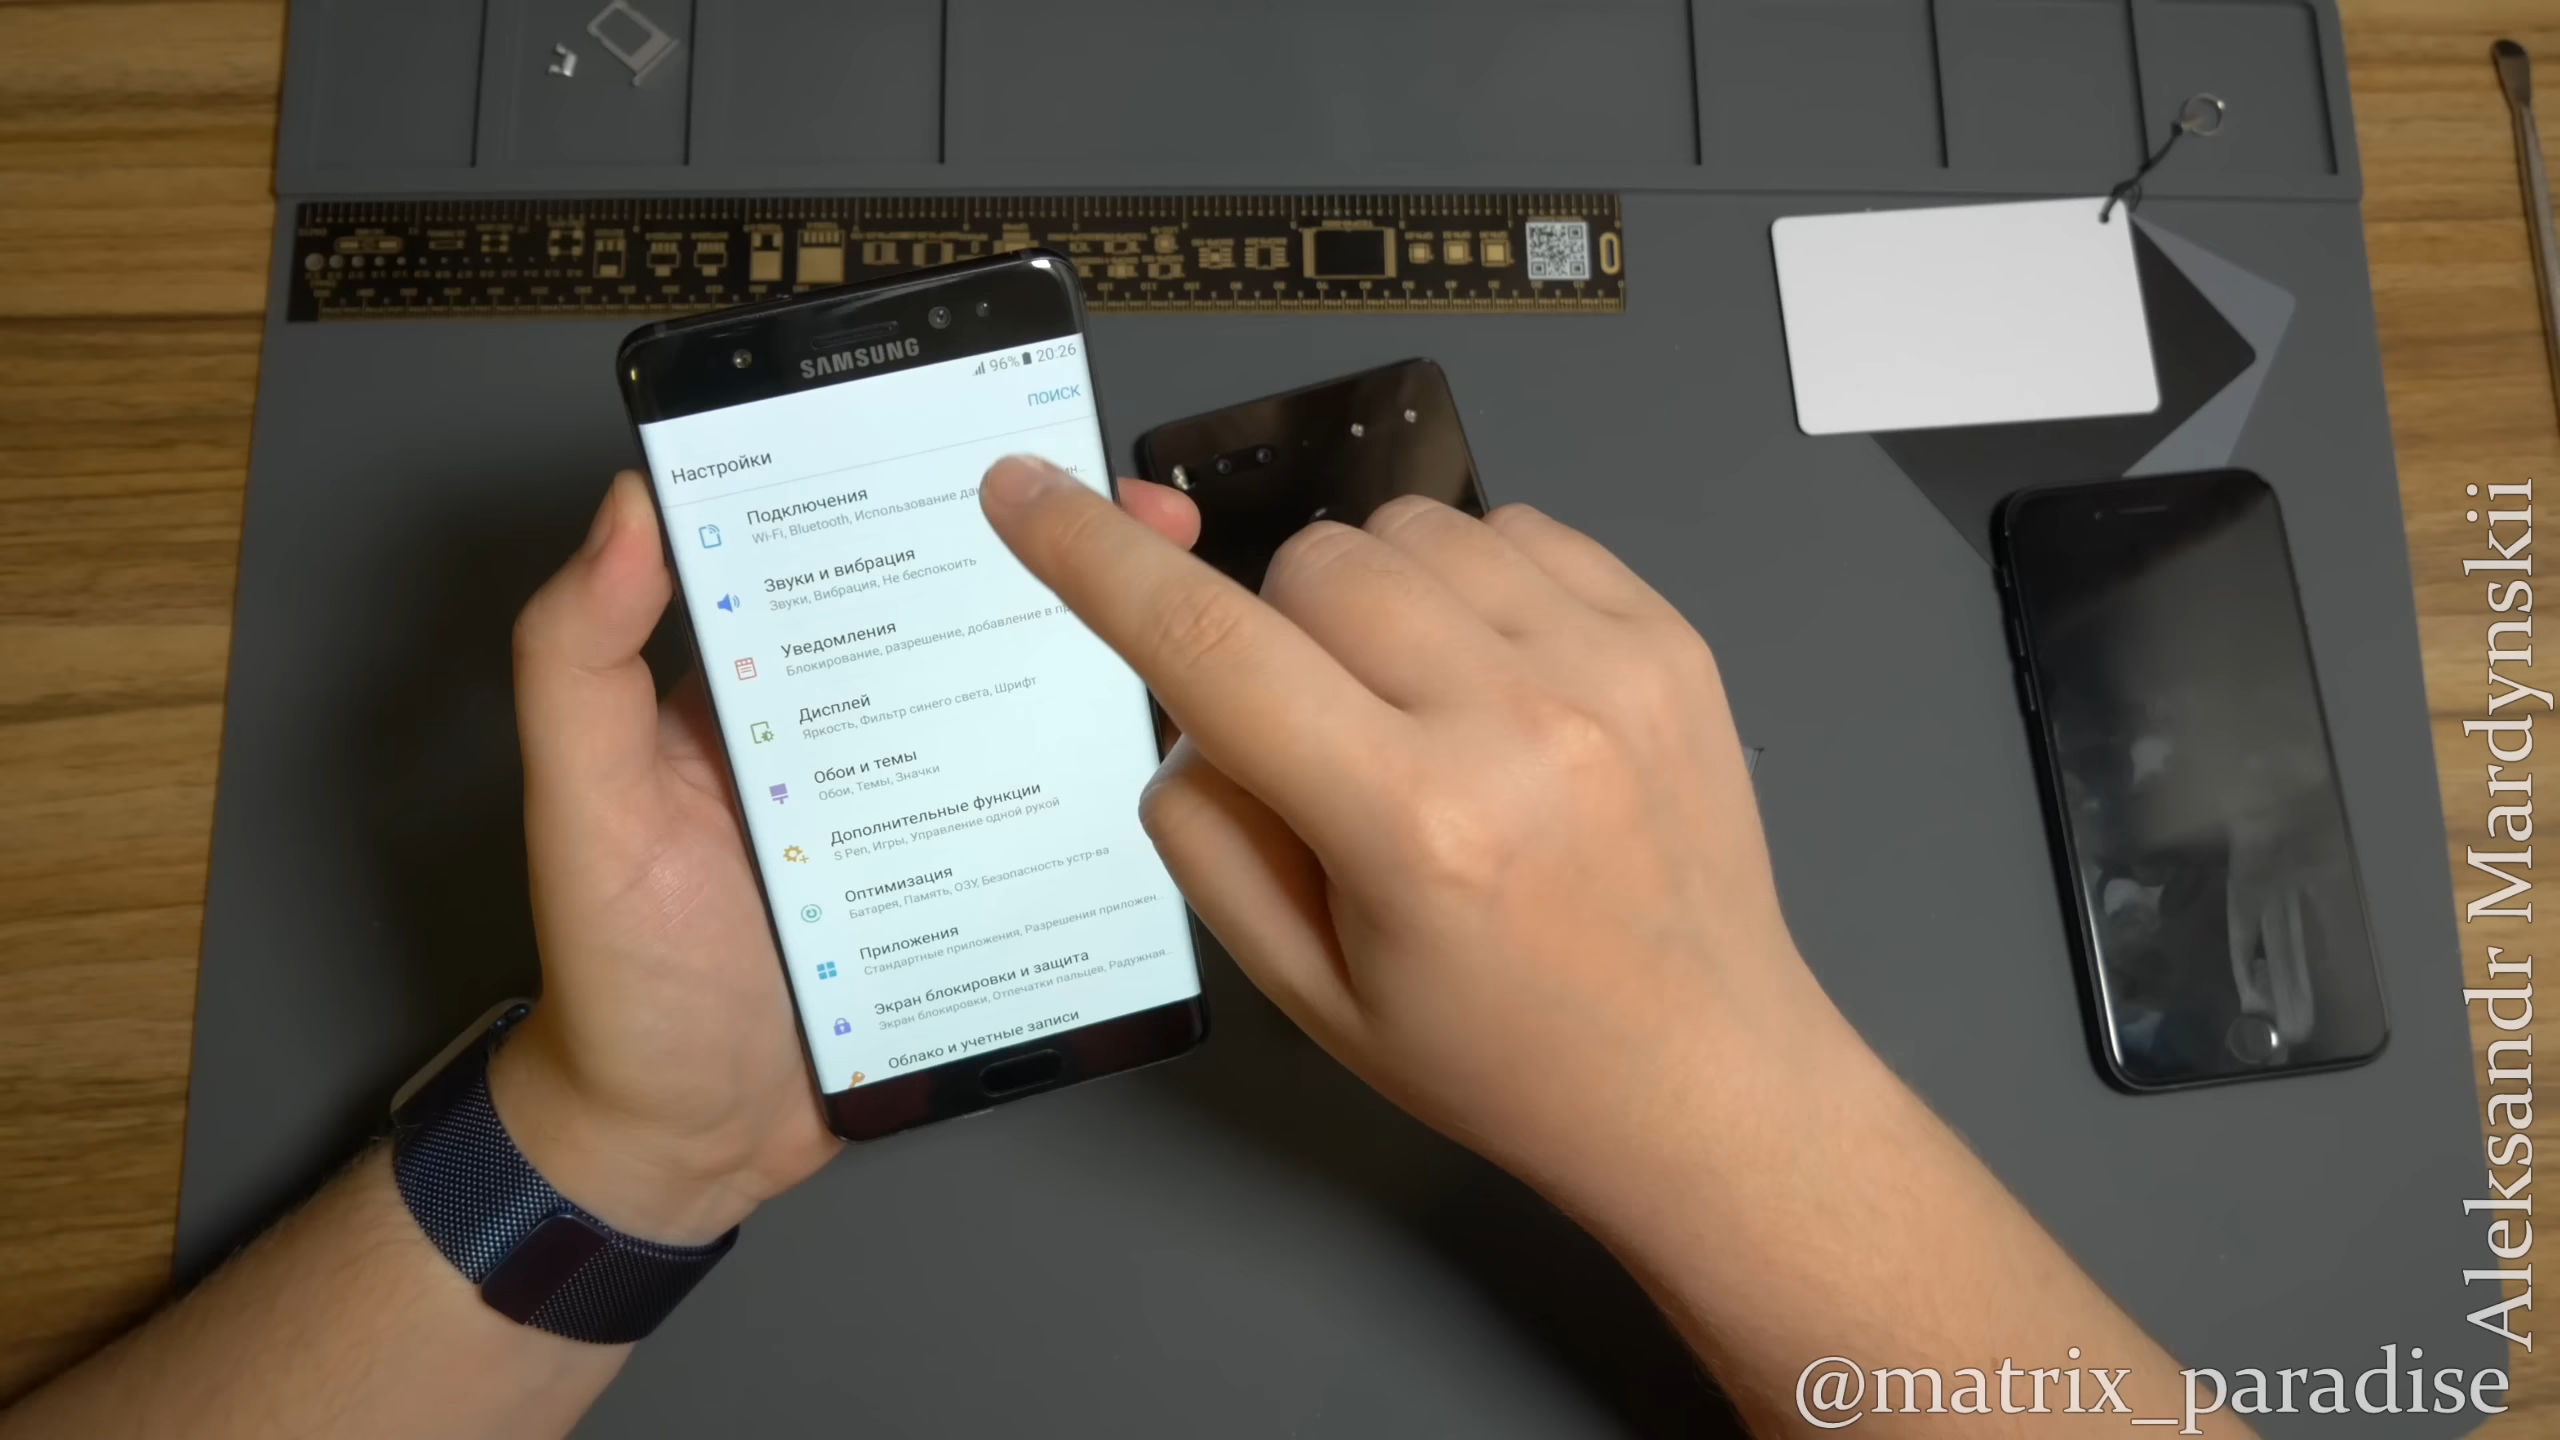 SAMSUNG
96% 20:26
ПОИСК
Настройки
Подключения
Wi-Fi, Bluetooth, Использование
Звуки и вибрация
Звуки, Вибрация, Не беспокоить
Уведомления
Блокирование, разрешение, добавление в
Дисплей
Яркость, Фильтр синего света, Шрифт
Обои и темы
Обои, Темы, Значки
Дополнительные функции
S Pen, Игры, Управление одной рукой
Оптимизация
Батарея, Память, ОЗУ, Безопасность устр-ва
Приложения
Стандартные приложения, Разрешения приложен...
Экран блокировки и защита
Экран блокировки, Отпечатки пальцев, Радужная...
Облако и учетные записи
Aleksandr Mardynskii
@matrix_paradise